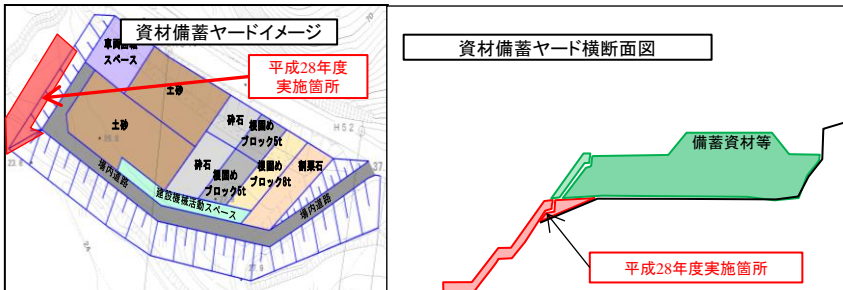 資材備蓄ヤードイメージ
スペース
平成28年度
実施箇所
土砂
土砂
砕石
根固め
ブロック5t
砕石
根固め
ブロック5t
根固め
ブロック8t
割栗石
場内道路
建設機械活動スペース
場内道路
H52
資材備蓄ヤード横断面図
備蓄資材等
平成28年度実施箇所